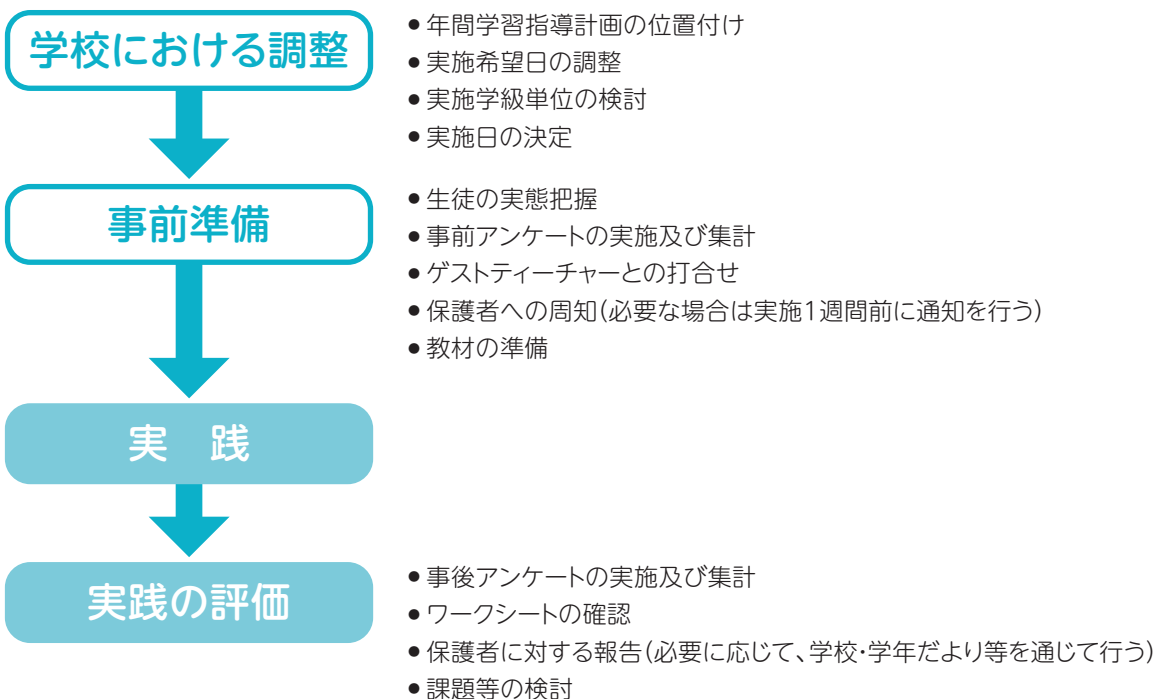 学校における調整
● 年間学習指導計画の位置付け
● 実施希望日の調整
● 実施学級単位の検討
● 実施日の決定
事前準備
● 生徒の実態把握
● 事前アンケートの実施及び集計
● ゲストティーチャーとの打合せ
● 保護者への周知(必要な場合は実施1週間前に通知を行う)
● 教材の準備
実　践
実践の評価
● 事後アンケートの実施及び集計
● ワークシートの確認
● 保護者に対する報告(必要に応じて、学校・学年だより等を通じて行う)
● 課題等の検討